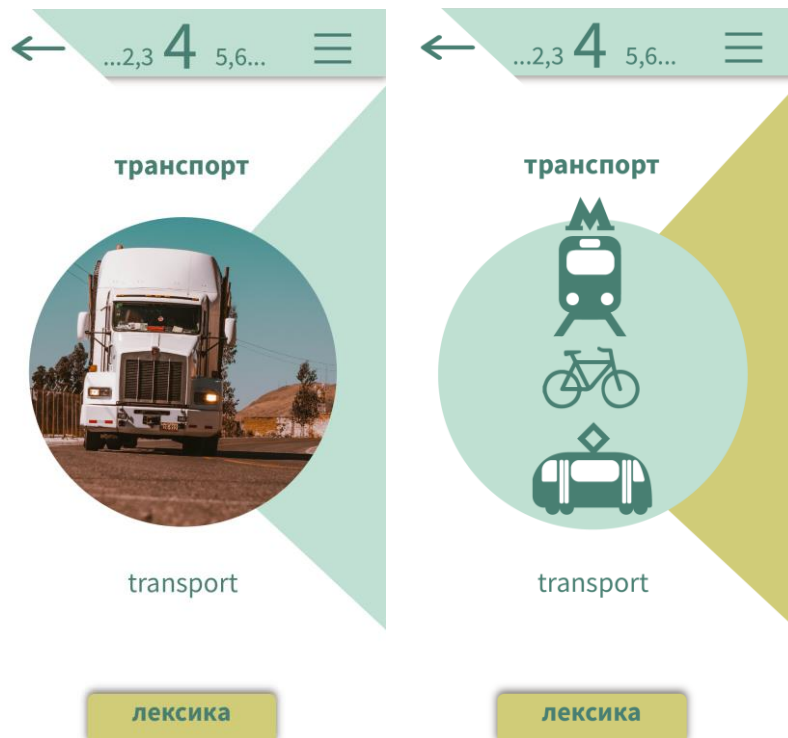 ...2,3 4 5,6...
транспорт
transport
лексика
...2,3 4 5,6...
транспорт
М
transport
лексика